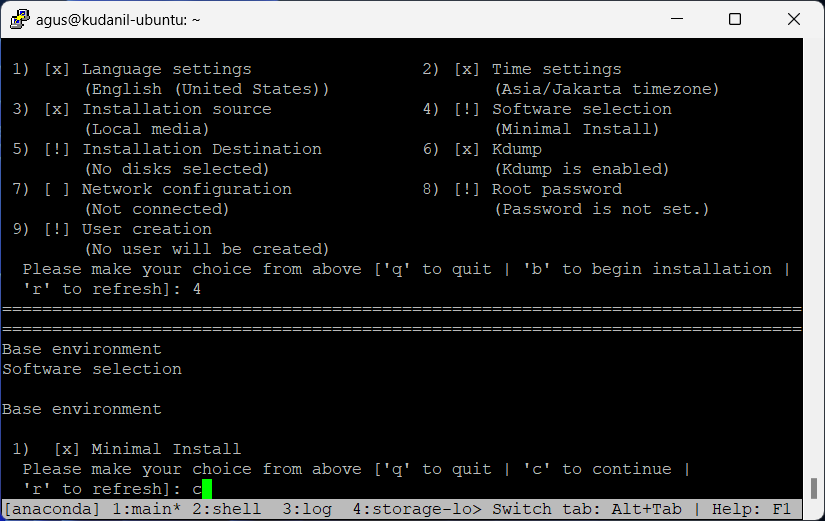 agus@kudanil-ubuntu: ~
1) [x] Language settings 2) [x] Time settings
(English (United States)) (Asia/Jakarta timezone)
3) [x] Installation source 4) [!] Software selection
(Local media) (Minimal Install)
5) [!] Installation Destination 6) [x] Kdump
(No disks selected) (Kdump is enabled)
7) [ ] Network configuration 8) [!] Root password
(Not connected) (Password is not set.)
9) [!] User creation
(No user will be created)
Please make your choice from above ['q' to quit | 'b' to begin installation |
'r' to refresh]: 4
================================================================================
================================================================================
Base environment
Software selection
Base environment
1) [x] Minimal Install
Please make your choice from above ['q' to quit | 'c' to continue |
'r' to refresh]: c
[anaconda] 1:main* 2:shell 3:log 4:storage-lo> Switch tab: Alt+Tab | Help: F1